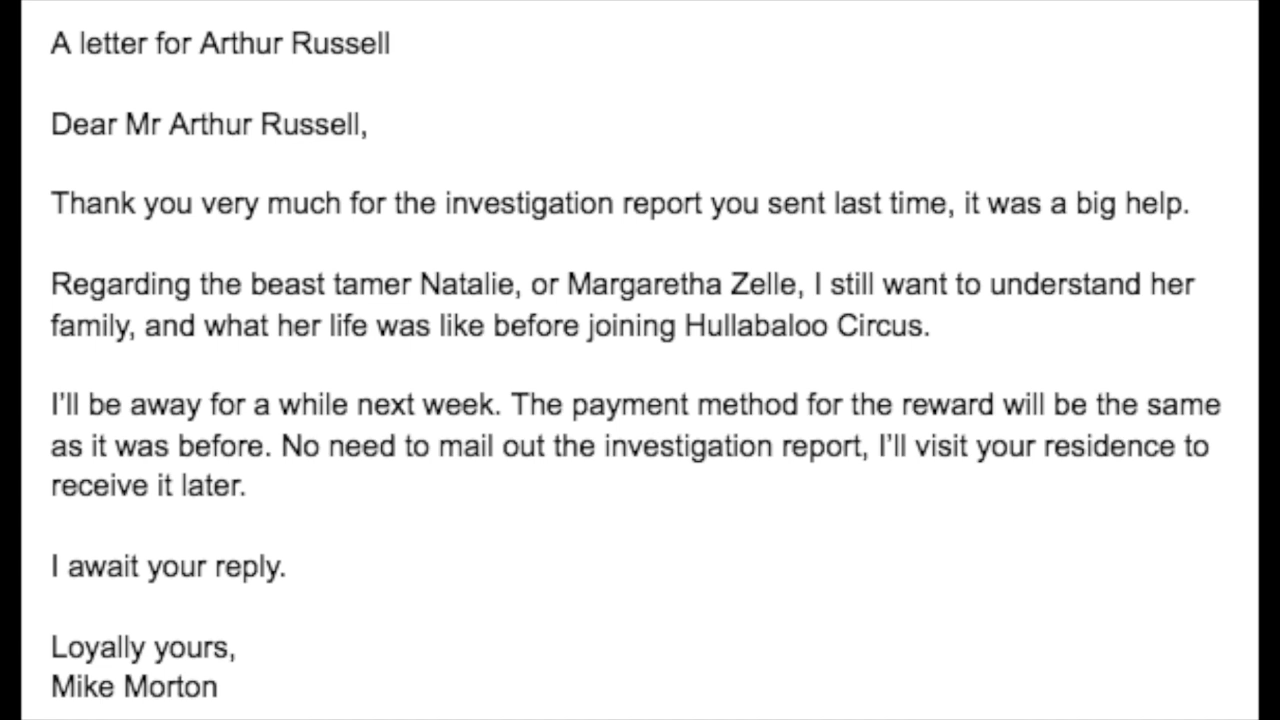 A letter for Arthur Russell
Dear Mr Arthur Russell,
Thank you very much for the investigation report you sent last time, it was a big help.
Regarding the beast tamer Natalie, or Margaretha Zelle, I still want to understand her
family, and what her life was like before joining Hullabaloo Circus.
I’ll be away for a while next week. The payment method for the reward will be the same
as it was before. No need to mail out the investigation report, I’ll visit your residence to
receive it later.
I await your reply.
Loyally yours,
Mike Morton